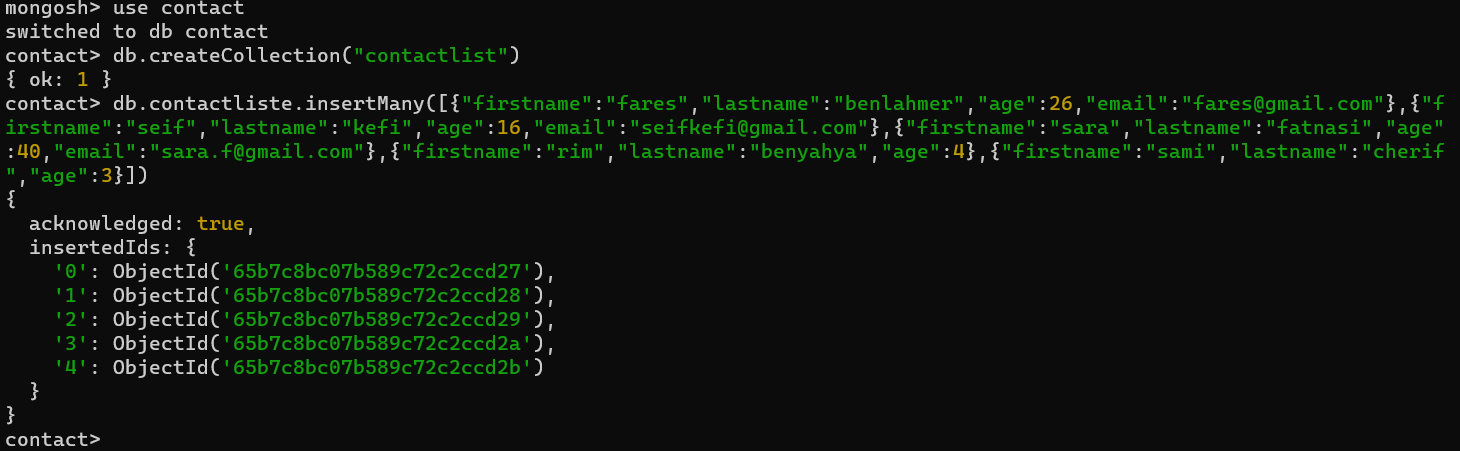 mongosh> use contact
switched to db contact
contact> db.createCollection("contactlist")
{ ok: 1 }
contact> db.contactliste.insertMany([{"firstname":"fares","lastname":"benlahmer","age":26,"email":"fares@gmail.com"},{"f
irstname":"seif","lastname":"kefi","age":16,"email":"seifkefi@gmail.com"},{"firstname":"sara","lastname":"fatnasi","age"
:40,"email":"sara.f@gmail.com"},{"firstname":"rim","lastname":"benyahya","age":4},{"firstname":"sami","lastname":"cherif
","age":3}])
{
  acknowledged: true,
  insertedIds: {
    '0': ObjectId('65b7c8bc07b589c72c2ccd27'),
    '1': ObjectId('65b7c8bc07b589c72c2ccd28'),
    '2': ObjectId('65b7c8bc07b589c72c2ccd29'),
    '3': ObjectId('65b7c8bc07b589c72c2ccd2a'),
    '4': ObjectId('65b7c8bc07b589c72c2ccd2b')
  }
}
contact>